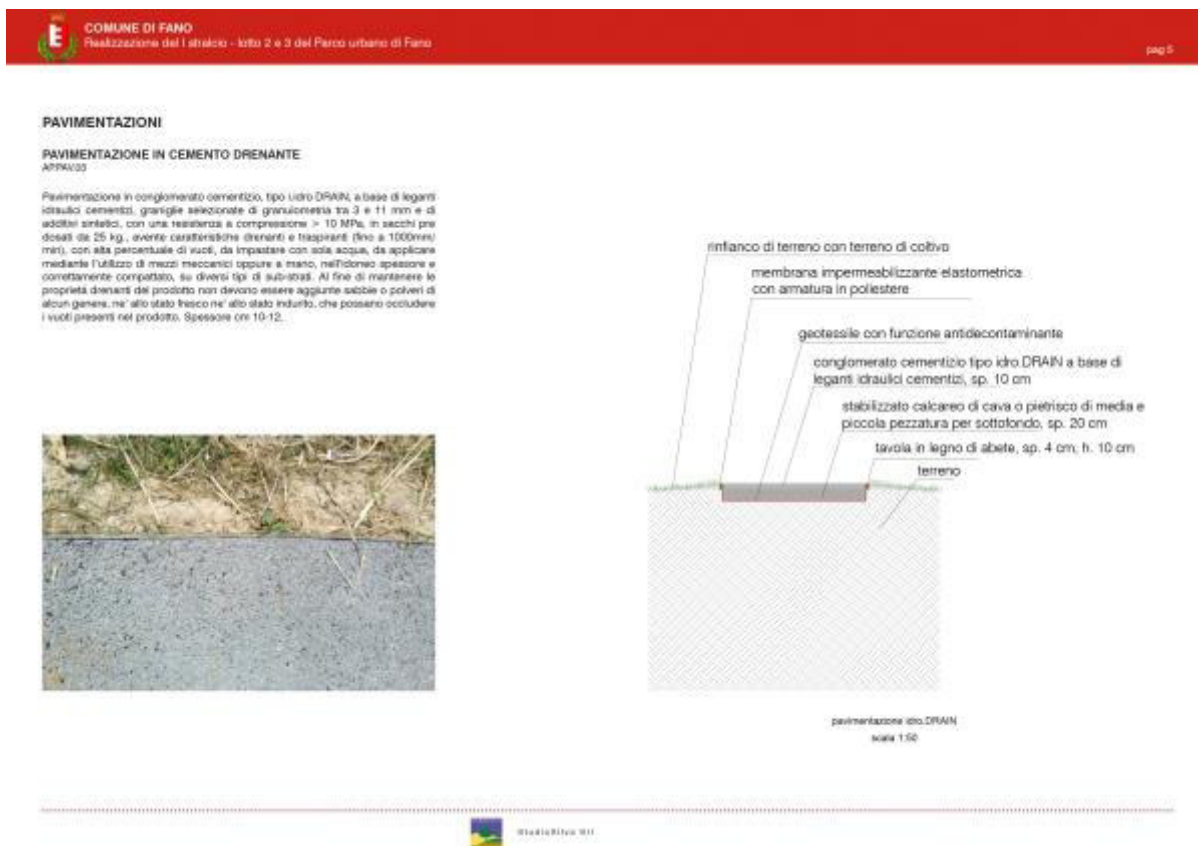 COMUNE DI FANO
Realizzazione del I stralcio - lotto 2 e 3 del Parco urbano di Fano
pag 5
PAVIMENTAZIONI
PAVIMENTAZIONE IN CEMENTO DRENANTE
Pavimentazione in conglomerato cementizio, tipo i.idro DRAIN, a base di leganti
idraulici cementizi, graniglie selezionate di granulometria tra 3 e 11 mm e di
additivi sintetici, con una resistenza a compressione > 10 MPa, in sacchi pre
dosati da 25 kg., avente caratteristiche drenanti e traspiranti (fino a 1000mm/
min), con alta percentuale di vuoti, da impastare con sola acqua, da applicare
mediante l'utilizzo di mezzi meccanici oppure a mano, nell'idoneo spessore e
correttamente compattato, su diversi tipi di sub-strati. Al fine di mantenere le
proprietà drenanti del prodotto non devono essere aggiunte sabbie o polveri di
alcun genere, ne' allo stato fresco ne' allo stato indurito, che possano occludere
i vuoti presenti nel prodotto. Spessore cm 10-12.
rinfianco di terreno con terreno di coltivo
membrana impermeabilizzante elastometrica
con armatura in poliestere
geotessile con funzione antidecontaminante
conglomerato cementizio tipo idro.DRAIN a base di
leganti idraulici cementizi, sp. 10 cm
stabilizzato calcareo di cava o pietrisco di media e
piccola pezzatura per sottofondo, sp. 20 cm
tavola in legno di abete, sp. 4 cm, h. 10 cm
terreno
pavimentazione idro.DRAIN
scala 1:50
StudioSilva Srl